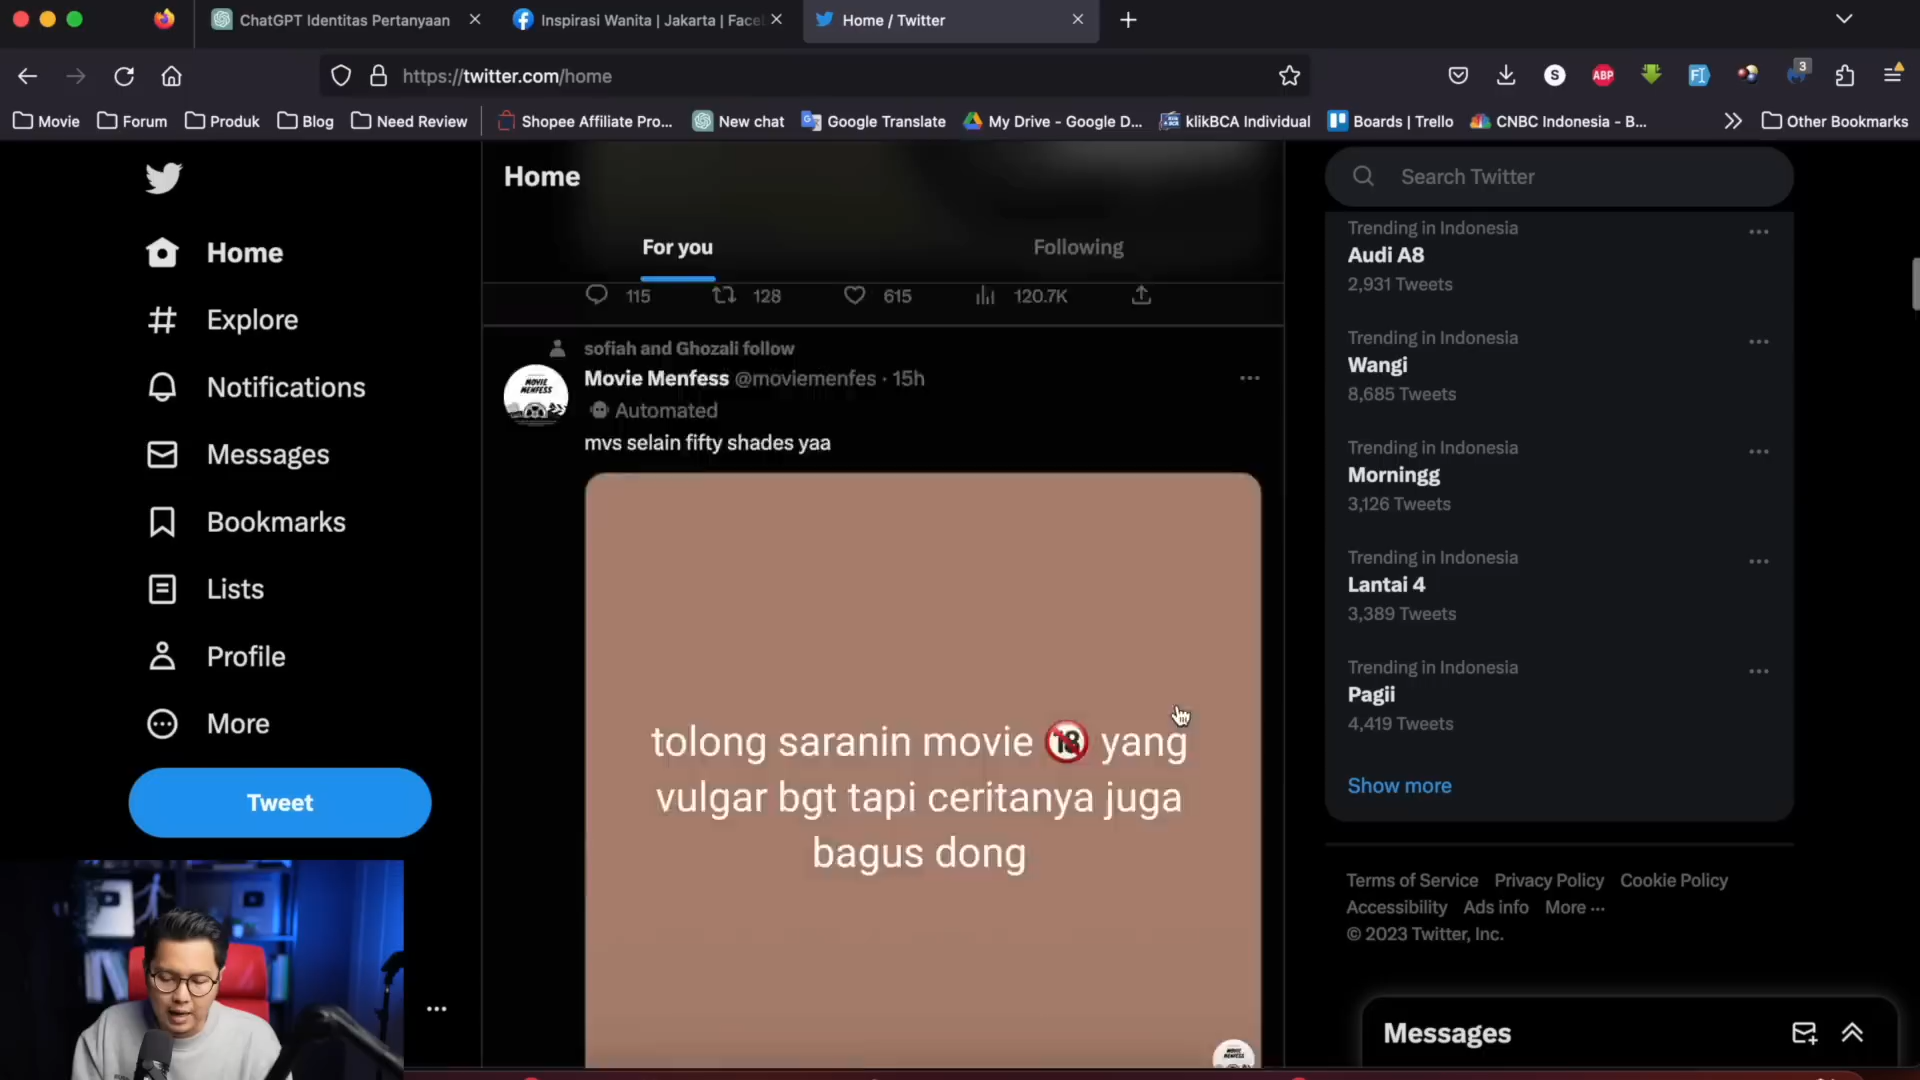 ChatGPT Identitas Pertanyaan
Inspirasi Wanita | Jakarta | Face
Home / Twitter
https://twitter.com/home
S
ABP
FI
3
Movie
Forum
Produk
Blog
Need Review
Shopee Affiliate Pro...
New chat
Google Translate
My Drive - Google D...
klikBCA Individual
Boards | Trello
CNBC Indonesia - B...
Other Bookmarks
Home
Explore
Notifications
Messages
Bookmarks
Lists
Profile
More
Tweet
Home
For you
Following
115
128
615
120.7K
sofiah and Ghozali follow
Movie Menfess @moviemenfes · 15h
Automated
mvs selain fifty shades yaa
MOVIE
MENFESS
tolong saranin movie 🔞 yang
vulgar bgt tapi ceritanya juga
bagus dong
MOVIE
MENFESS
Search Twitter
Trending in Indonesia
Audi A8
2,931 Tweets
Trending in Indonesia
Wangi
8,685 Tweets
Trending in Indonesia
Morningg
3,126 Tweets
Trending in Indonesia
Lantai 4
3,389 Tweets
Trending in Indonesia
Pagii
4,419 Tweets
Show more
Terms of Service
Privacy Policy
Cookie Policy
Accessibility
Ads info
More ...
© 2023 Twitter, Inc.
Messages